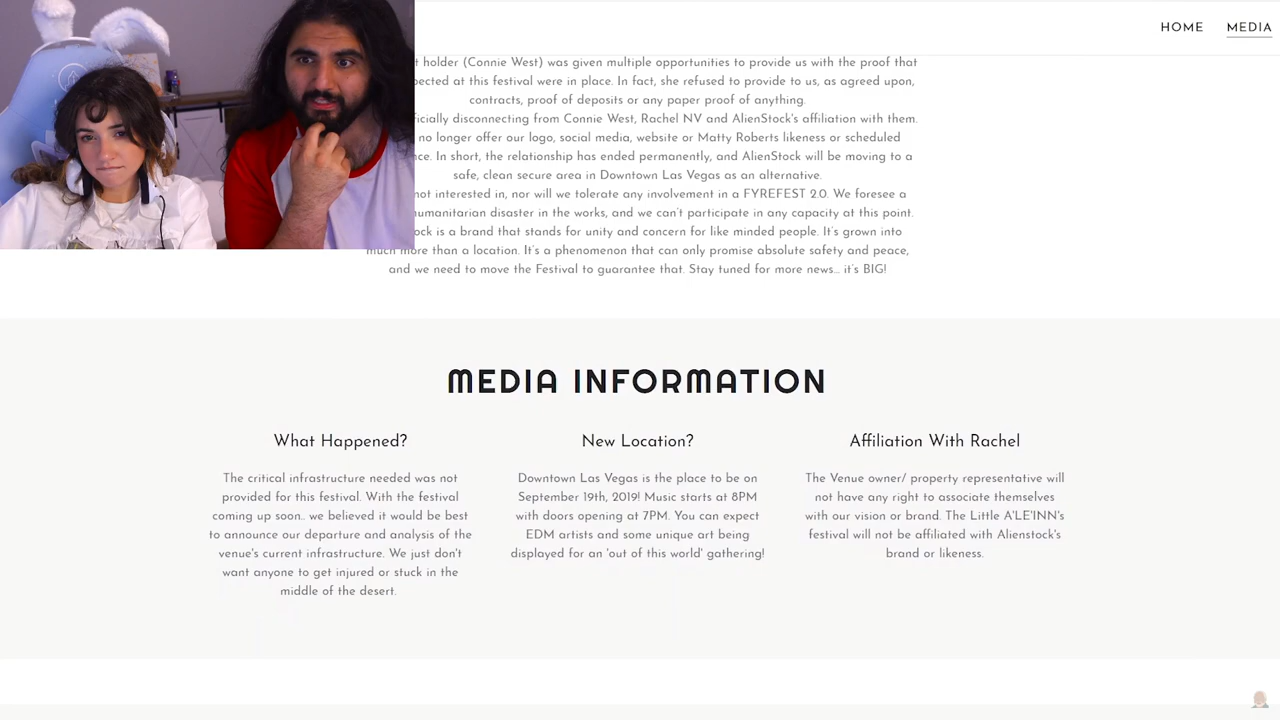 HOME MEDIA
holder (Connie West) was given multiple opportunities to provide us with the proof that
at this festival were in place. In fact, she refused to provide to us, as agreed upon,
contracts, proof of deposits or any paper proof of anything.
disconnecting from Connie West, Rachel NV and AlienStock's affiliation with them.
no longer offer our logo, social media, website or Matty Roberts likeness or scheduled
In short, the relationship has ended permanently, and AlienStock will be moving to a
safe, clean secure area in Downtown Las Vegas as an alternative.
not interested in, nor will we tolerate any involvement in a FYREFEST 2.0. We foresee a
humanitarian disaster in the works, and we can't participate in any capacity at this point.
is a brand that stands for unity and concern for like minded people. It's grown into
much more than a location. It's a phenomenon that can only promise absolute safety and peace,
and we need to move the Festival to guarantee that. Stay tuned for more news... it's BIG!
MEDIA INFORMATION
What Happened?
The critical infrastructure needed was not
provided for this festival. With the festival
coming up soon.. we believed it would be best
to announce our departure and analysis of the
venue's current infrastructure. We just don't
want anyone to get injured or stuck in the
middle of the desert.
New Location?
Downtown Las Vegas is the place to be on
September 19th, 2019! Music starts at 8PM
with doors opening at 7PM. You can expect
EDM artists and some unique art being
displayed for an 'out of this world' gathering!
Affiliation With Rachel
The Venue owner/ property representative will
not have any right to associate themselves
with our vision or brand. The Little A'LE'INN's
festival will not be affiliated with Alienstock's
brand or likeness.